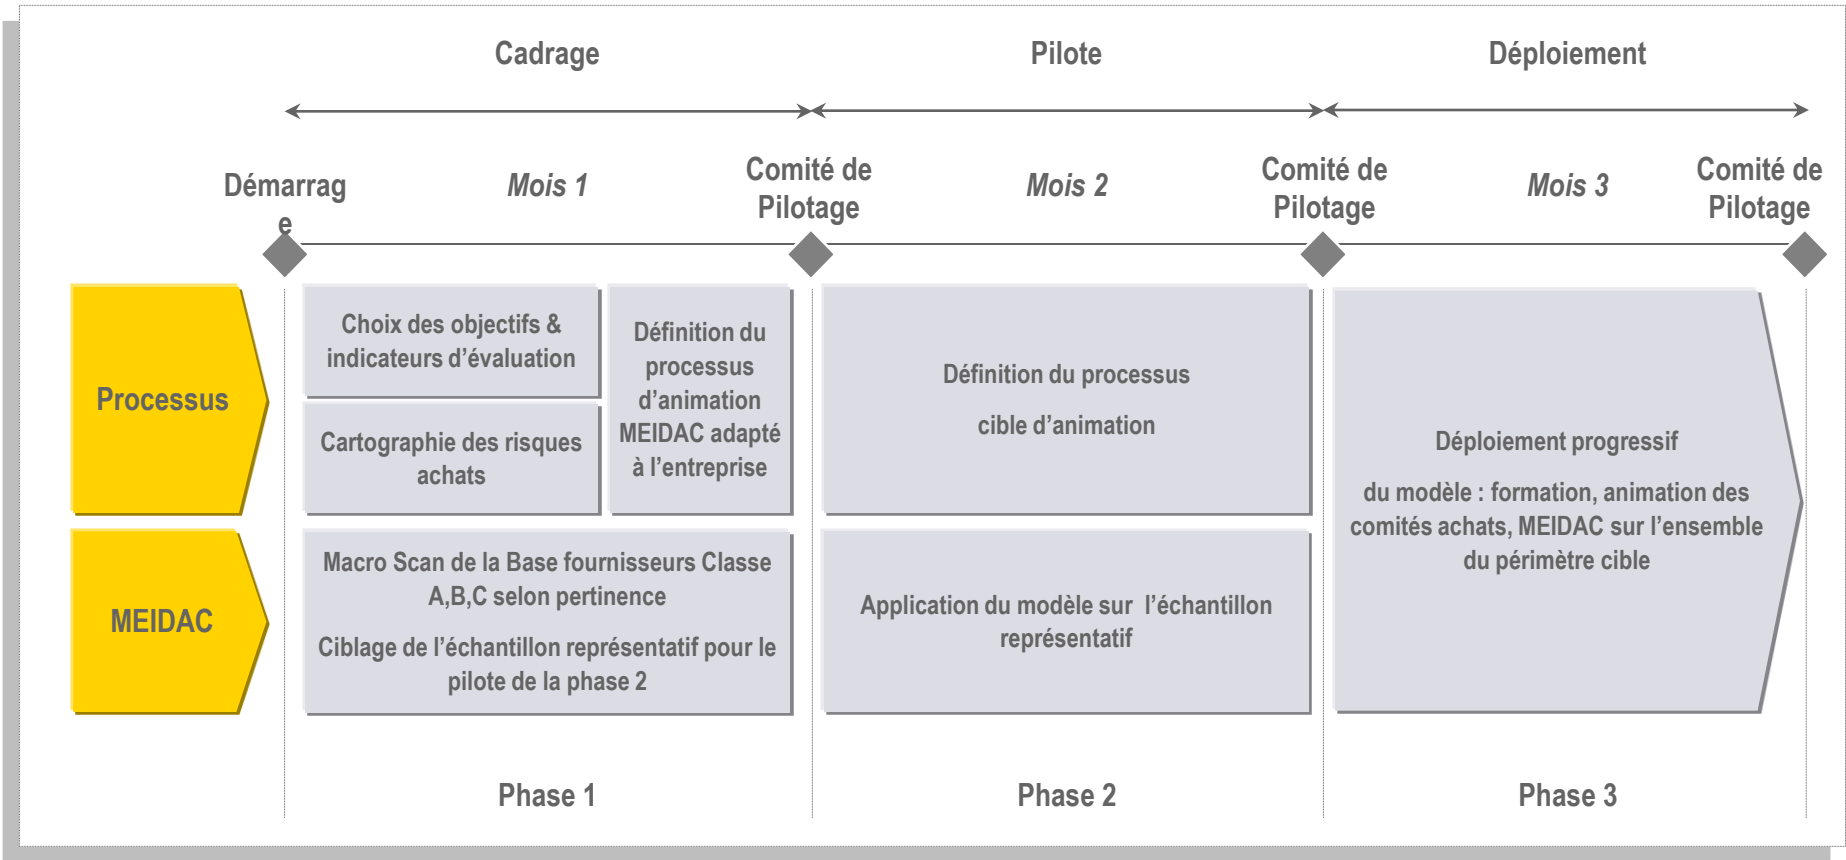 Cadrage
Pilote
Déploiement
Démarrag
e
Mois 1
Comité de
Pilotage
Mois 2
Comité de
Pilotage
Mois 3
Comité de
Pilotage
Processus
Choix des objectifs &
indicateurs d’évaluation
Cartographie des risques
achats
Définition du
processus
d’animation
MEIDAC adapté
à l’entreprise
Définition du processus
cible d’animation
Déploiement progressif
du modèle : formation, animation des
comités achats, MEIDAC sur l’ensemble
du périmètre cible
MEIDAC
Macro Scan de la Base fournisseurs Classe
A,B,C selon pertinence
Ciblage de l’échantillon représentatif pour le
pilote de la phase 2
Application du modèle sur l’échantillon
représentatif
Phase 1
Phase 2
Phase 3